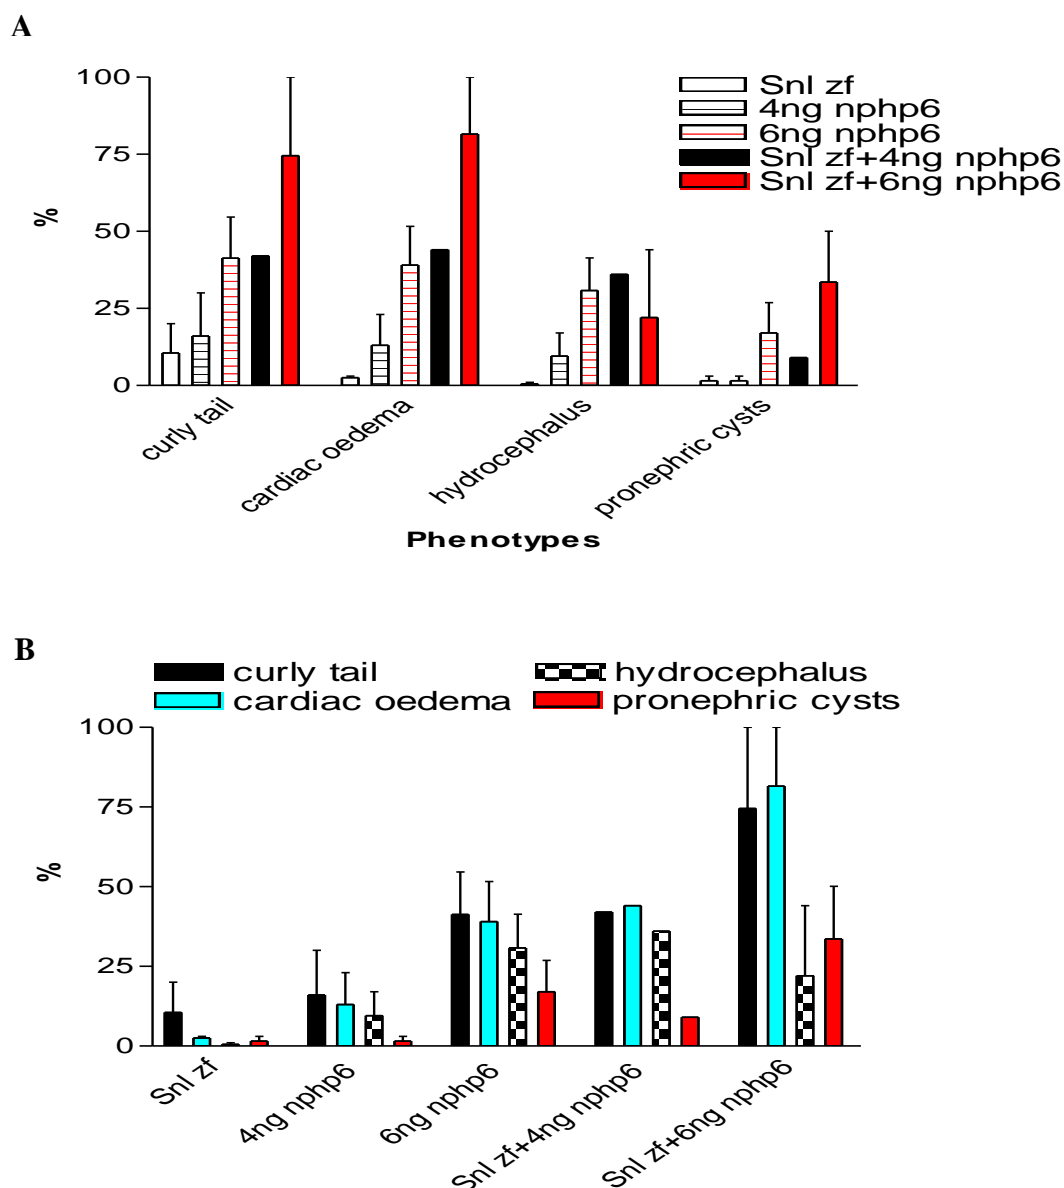 A
100
75
50
25
0
%
Snl zf
4ng nphp6
6ng nphp6
Snl zf+4ng nphp6
Snl zf+6ng nphp6
curly tail
cardiac oedema
hydrocephalus
pronephric cysts
Phenotypes
B
curly tail
hydrocephalus
cardiac oedema
pronephric cysts
100
75
50
25
0
%
Snl zf
4ng nphp6
6ng nphp6
Snl zf+4ng nphp6
Snl zf+6ng nphp6